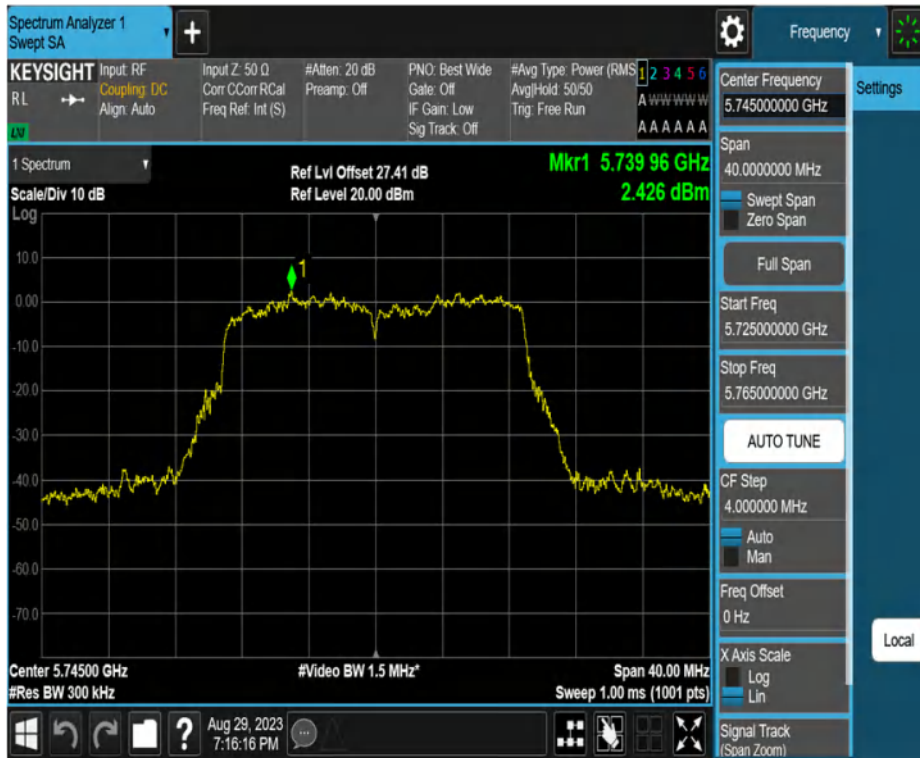 Spectrum Analyzer 1
Swept SA
+
Frequency
KEYSIGHT
RL
LNI
Input: RF
Coupling: DC
Align: Auto
Input Z: 50 Ω
Corr CCorr RCal
Freq Ref: Int (S)
#Atten: 20 dB
Preamp: Off
PNO: Best Wide
Gate: Off
IF Gain: Low
Sig Track: Off
#Avg Type: Power (RMS
Avg|Hold: 50/50
Trig: Free Run
1 2 3 4 5 6
A W W W W W
A A A A A A
Settings
Center Frequency
5.745000000 GHz
Span
40.0000000 MHz
Swept Span
Zero Span
Full Span
Start Freq
5.725000000 GHz
Stop Freq
5.765000000 GHz
AUTO TUNE
CF Step
4.000000 MHz
Auto
Man
Freq Offset
0 Hz
X Axis Scale
Log
Lin
Signal Track
(Span Zoom)
Local
1 Spectrum
Scale/Div 10 dB
Log
Ref Lvl Offset 27.41 dB
Ref Level 20.00 dBm
Mkr1 5.739 96 GHz
2.426 dBm
1
10.0
0.00
-10.0
-20.0
-30.0
-40.0
-50.0
-60.0
-70.0
Center 5.74500 GHz
#Res BW 300 kHz
#Video BW 1.5 MHz*
Span 40.00 MHz
Sweep 1.00 ms (1001 pts)
?
Aug 29, 2023
7:16:16 PM